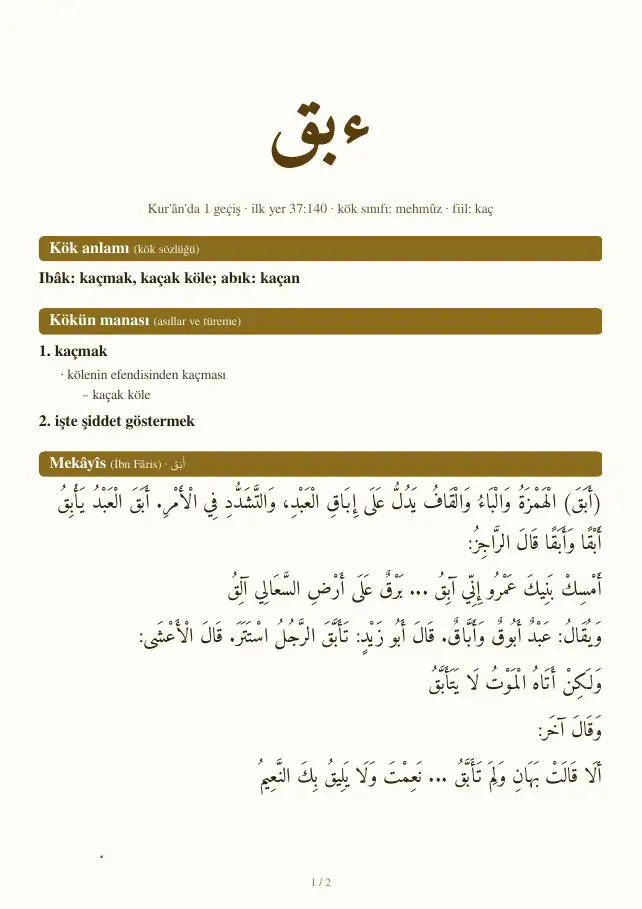 ءبق
Kur'ân'da 1 geçiş · ilk yer 37:140 · kök sınıfı: mehmûz · fiil: kaç
Kök anlamı (kök sözlüğü)
Ibâk: kaçmak, kaçak köle; abık: kaçan
Kökün manası (asıllar ve türeme)
1. kaçmak
· kölenin efendisinden kaçması
– kaçak köle
2. işte şiddet göstermek
Mekâyîs (İbn Fâris) · أَبَقَ
(أَبَقَ) الْهَمْزَةُ وَالْبَاءُ وَالْقَافُ يَدُلُّ عَلَى إِبَاقِ الْعَبْدِ، وَالتَّشَدُّدِ فِي الْأَمْرِ. أَبَقَ الْعَبْدُ يَأْبِقُ
أَبْقًا وَأَبَقًا قَالَ الرَّاجِزُ:
أَمْسِكْ بَنِيكَ عَمْرُو إِنِّي آبِقُ ... بَرْقٌ عَلَى أَرْضِ السَّعَالِي آلِقُ
وَيُقَالُ: عَبْدٌ أَبُوقٌ وَأَبَّاقٌ. قَالَ أَبُو زَيْدٍ: تَأَبَّقَ الرَّجُلُ اسْتَتَرَ. قَالَ الْأَعْشَى:
وَلَكِنْ أَتَاهُ الْمَوْتُ لَا يَتَأَبَّقُ
وَقَالَ آخَرَ:
أَلَا قَالَتْ بَهَانِ وَلَمْ تَأَبَّقُ ... نَعِمْتَ وَلَا يَلِيقُ بِكَ النَّعِيمُ
1 / 2